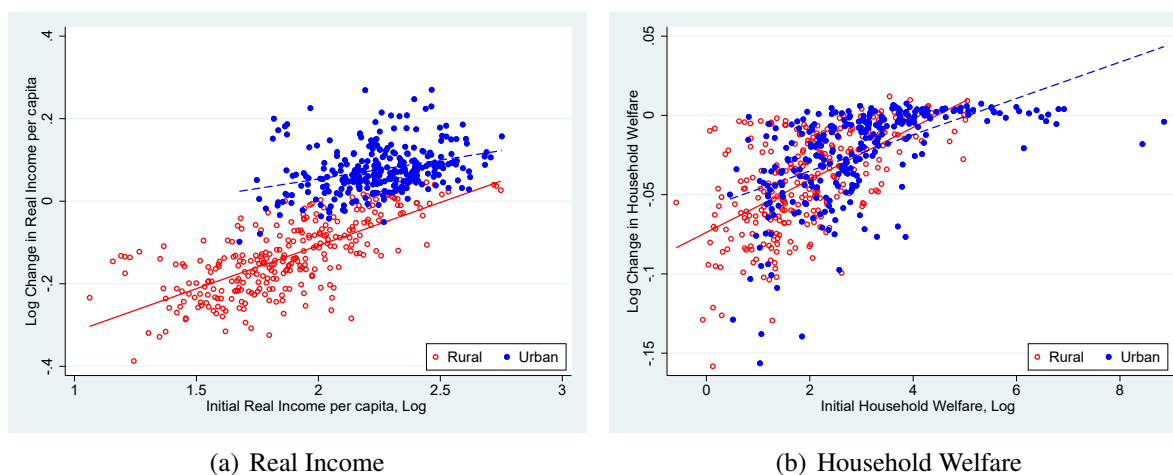 Log Change in Real Income per capita
.4
.2
0
-.2
-.4
1
1.5
2
2.5
3
Initial Real Income per capita, Log
Rural
Urban
(a) Real Income
Log Change in Household Welfare
.05
0
-.05
-.1
-.15
0
2
4
6
8
Initial Household Welfare, Log
Rural
Urban
(b) Household Welfare